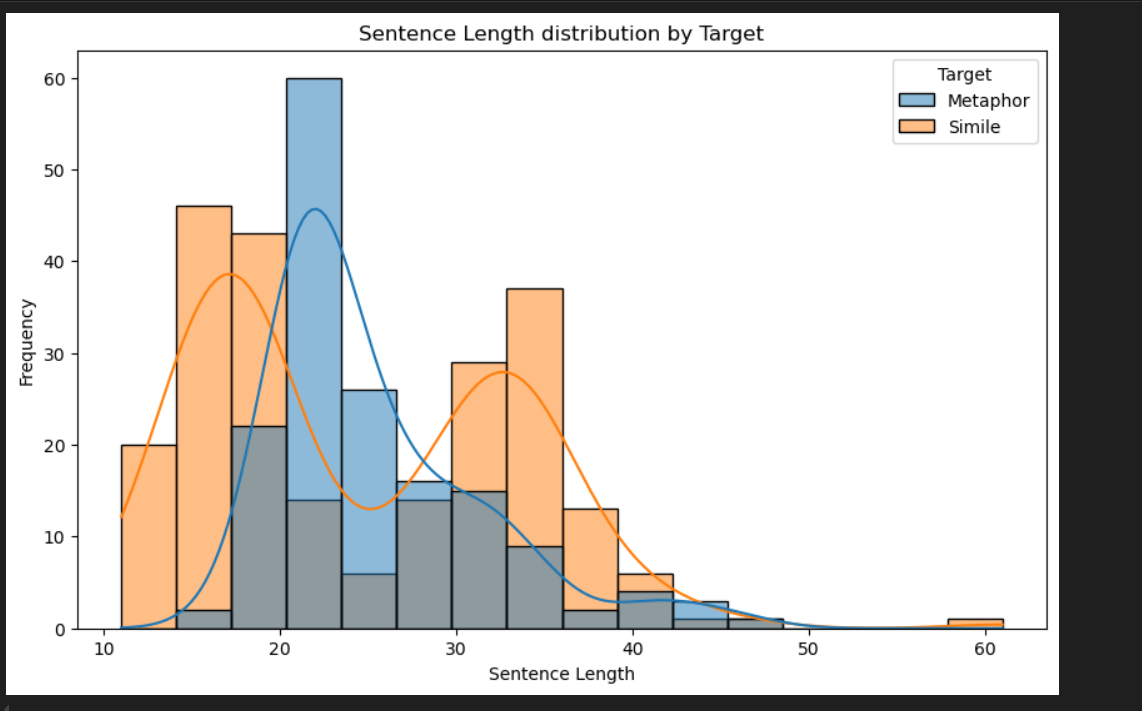 Sentence Length distribution by Target
Target
Metaphor
Simile
60
50
40
30
20
10
0
Frequency
10 20 30 40 50 60
Sentence Length